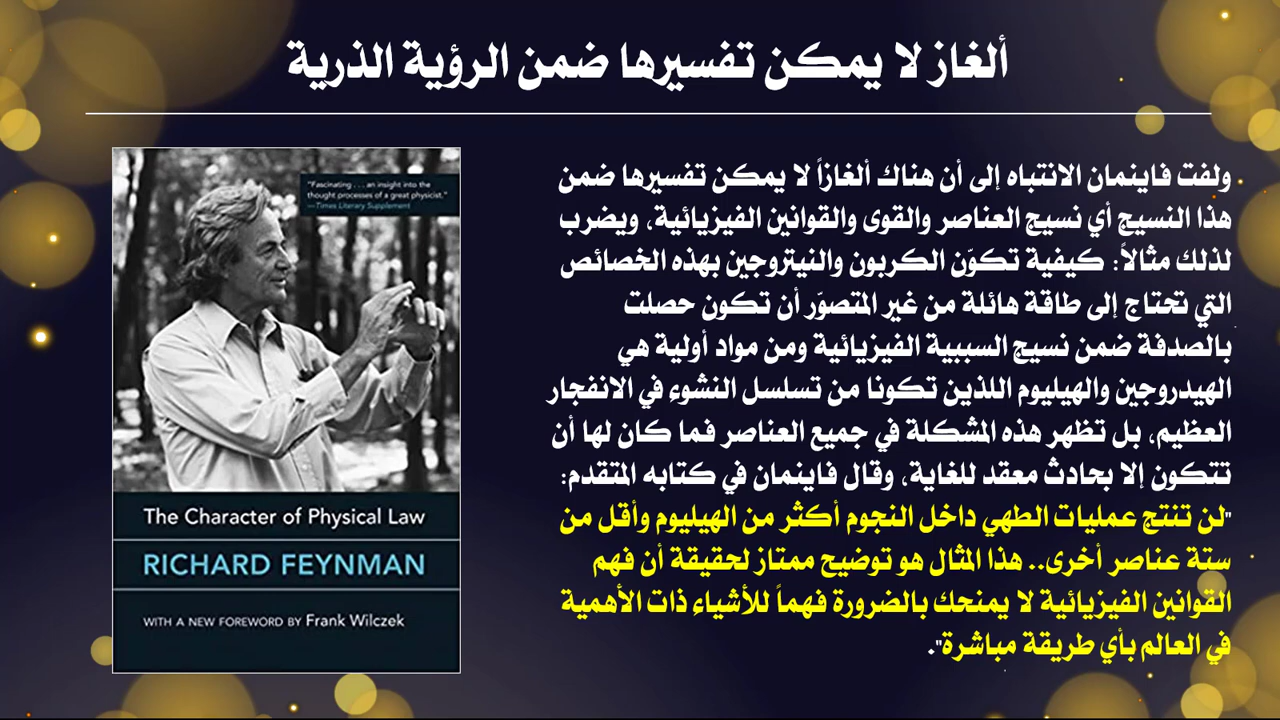 ألغاز لا يمكن تفسيرها ضمن الرؤية الذرية
ولفت فاينمان الانتباه إلى أن هناك ألغازاً لا يمكن تفسيرها ضمن
هذا النسيج أي نسيج العناصر والقوى والقوانين الفيزيائية، ويضرب
لذلك مثالاً: كيفية تكوّن الكربون والنيتروجين بهذه الخصائص
التي تحتاج إلى طاقة هائلة من غير المتصوّر أن تكون حصلت
بالصدفة ضمن نسيج السببية الفيزيائية ومن مواد أولية هي
الهيدروجين والهيليوم اللذين تكونا من تسلسل النشوء في الانفجار
العظيم، بل تظهر هذه المشكلة في جميع العناصر فما كان لها أن
تتكون إلا بحادث معقد للغاية، وقال فاينمان في كتابه المتقدم:
"لن تنتج عمليات الطهي داخل النجوم أكثر من الهيليوم وأقل من
ستة عناصر أخرى.. هذا المثال هو توضيح ممتاز لحقيقة أن فهم
القوانين الفيزيائية لا يمنحك بالضرورة فهماً للأشياء ذات الأهمية
في العالم بأي طريقة مباشرة".
"Fascinating . . . an insight into the
thought processes of a great physicist."
—Times Literary Supplement
The Character of Physical Law
RICHARD FEYNMAN
WITH A NEW FOREWORD BY Frank Wilczek